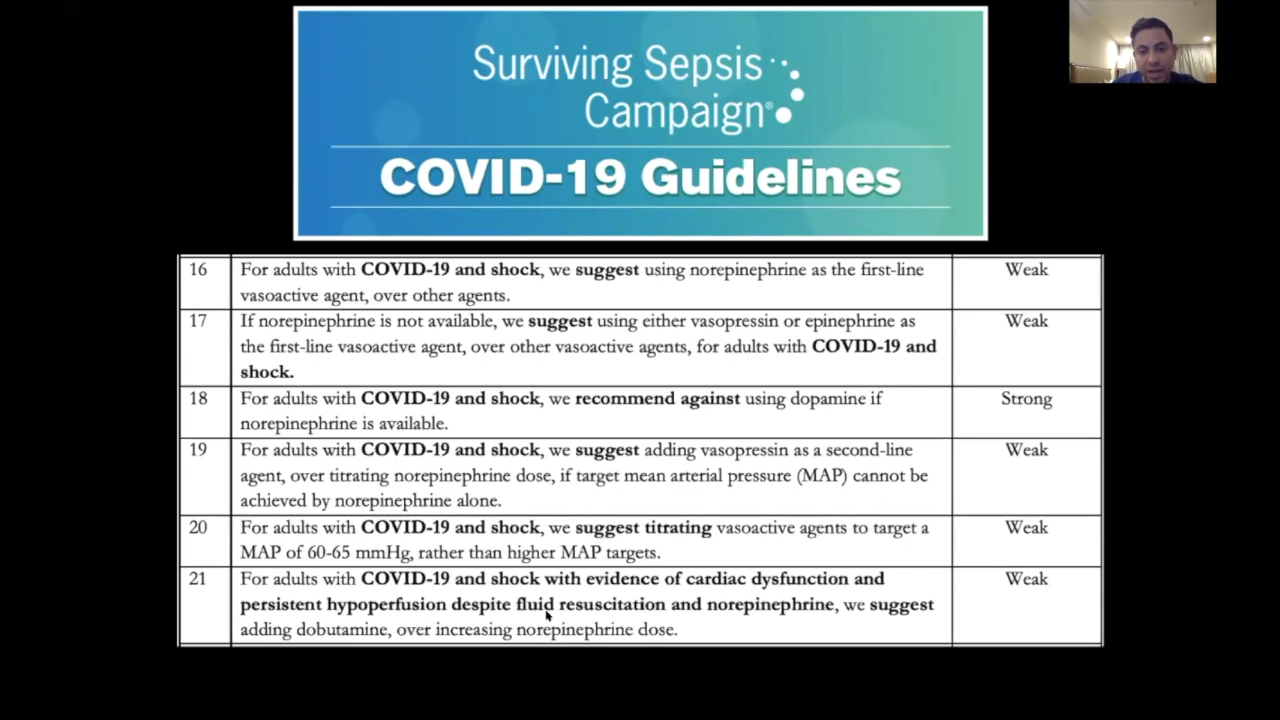 Surviving Sepsis
Campaign®
COVID-19 Guidelines
16 For adults with COVID-19 and shock, we suggest using norepinephrine as the first-line Weak
vasoactive agent, over other agents.
17 If norepinephrine is not available, we suggest using either vasopressin or epinephrine as Weak
the first-line vasoactive agent, over other vasoactive agents, for adults with COVID-19 and
shock.
18 For adults with COVID-19 and shock, we recommend against using dopamine if Strong
norepinephrine is available.
19 For adults with COVID-19 and shock, we suggest adding vasopressin as a second-line Weak
agent, over titrating norepinephrine dose, if target mean arterial pressure (MAP) cannot be
achieved by norepinephrine alone.
20 For adults with COVID-19 and shock, we suggest titrating vasoactive agents to target a Weak
MAP of 60-65 mmHg, rather than higher MAP targets.
21 For adults with COVID-19 and shock with evidence of cardiac dysfunction and Weak
persistent hypoperfusion despite fluid resuscitation and norepinephrine, we suggest
adding dobutamine, over increasing norepinephrine dose.